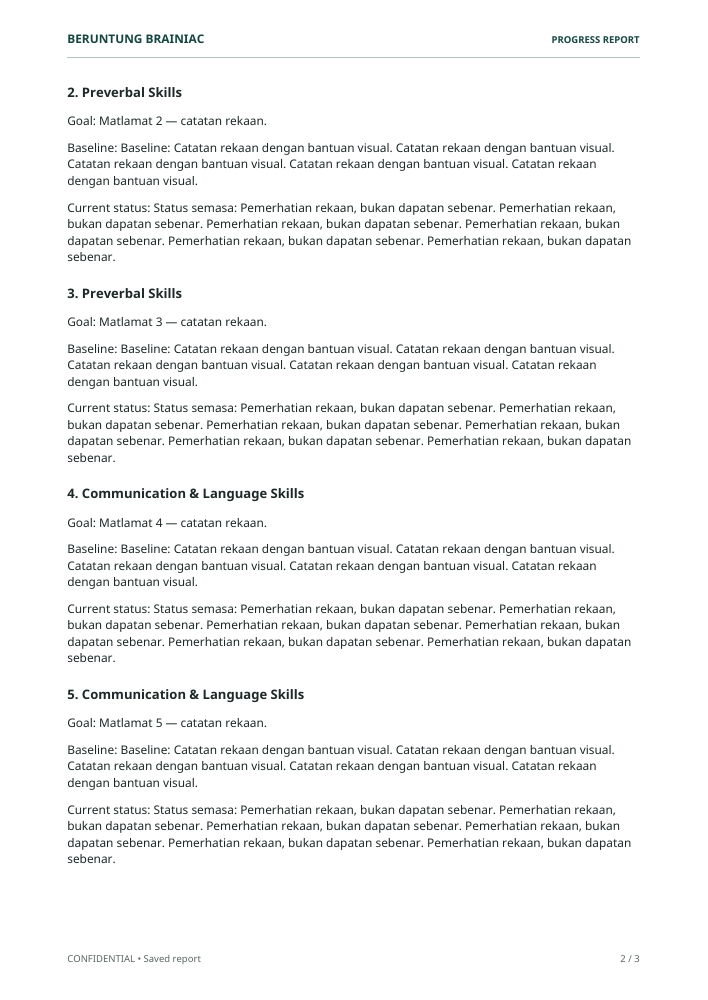 BERUNTUNG BRAINIAC
PROGRESS REPORT
2. Preverbal Skills
Goal: Matlamat 2 — catatan rekaan.
Baseline: Baseline: Catatan rekaan dengan bantuan visual. Catatan rekaan dengan bantuan visual.
Catatan rekaan dengan bantuan visual. Catatan rekaan dengan bantuan visual. Catatan rekaan
dengan bantuan visual.
Current status: Status semasa: Pemerhatian rekaan, bukan dapatan sebenar. Pemerhatian rekaan,
bukan dapatan sebenar. Pemerhatian rekaan, bukan dapatan sebenar. Pemerhatian rekaan, bukan
dapatan sebenar. Pemerhatian rekaan, bukan dapatan sebenar. Pemerhatian rekaan, bukan dapatan
sebenar.
3. Preverbal Skills
Goal: Matlamat 3 — catatan rekaan.
Baseline: Baseline: Catatan rekaan dengan bantuan visual. Catatan rekaan dengan bantuan visual.
Catatan rekaan dengan bantuan visual. Catatan rekaan dengan bantuan visual. Catatan rekaan
dengan bantuan visual.
Current status: Status semasa: Pemerhatian rekaan, bukan dapatan sebenar. Pemerhatian rekaan,
bukan dapatan sebenar. Pemerhatian rekaan, bukan dapatan sebenar. Pemerhatian rekaan, bukan
dapatan sebenar. Pemerhatian rekaan, bukan dapatan sebenar. Pemerhatian rekaan, bukan dapatan
sebenar.
4. Communication & Language Skills
Goal: Matlamat 4 — catatan rekaan.
Baseline: Baseline: Catatan rekaan dengan bantuan visual. Catatan rekaan dengan bantuan visual.
Catatan rekaan dengan bantuan visual. Catatan rekaan dengan bantuan visual. Catatan rekaan
dengan bantuan visual.
Current status: Status semasa: Pemerhatian rekaan, bukan dapatan sebenar. Pemerhatian rekaan,
bukan dapatan sebenar. Pemerhatian rekaan, bukan dapatan sebenar. Pemerhatian rekaan, bukan
dapatan sebenar. Pemerhatian rekaan, bukan dapatan sebenar. Pemerhatian rekaan, bukan dapatan
sebenar.
5. Communication & Language Skills
Goal: Matlamat 5 — catatan rekaan.
Baseline: Baseline: Catatan rekaan dengan bantuan visual. Catatan rekaan dengan bantuan visual.
Catatan rekaan dengan bantuan visual. Catatan rekaan dengan bantuan visual. Catatan rekaan
dengan bantuan visual.
Current status: Status semasa: Pemerhatian rekaan, bukan dapatan sebenar. Pemerhatian rekaan,
bukan dapatan sebenar. Pemerhatian rekaan, bukan dapatan sebenar. Pemerhatian rekaan, bukan
dapatan sebenar. Pemerhatian rekaan, bukan dapatan sebenar. Pemerhatian rekaan, bukan dapatan
sebenar.
CONFIDENTIAL • Saved report
2 / 3